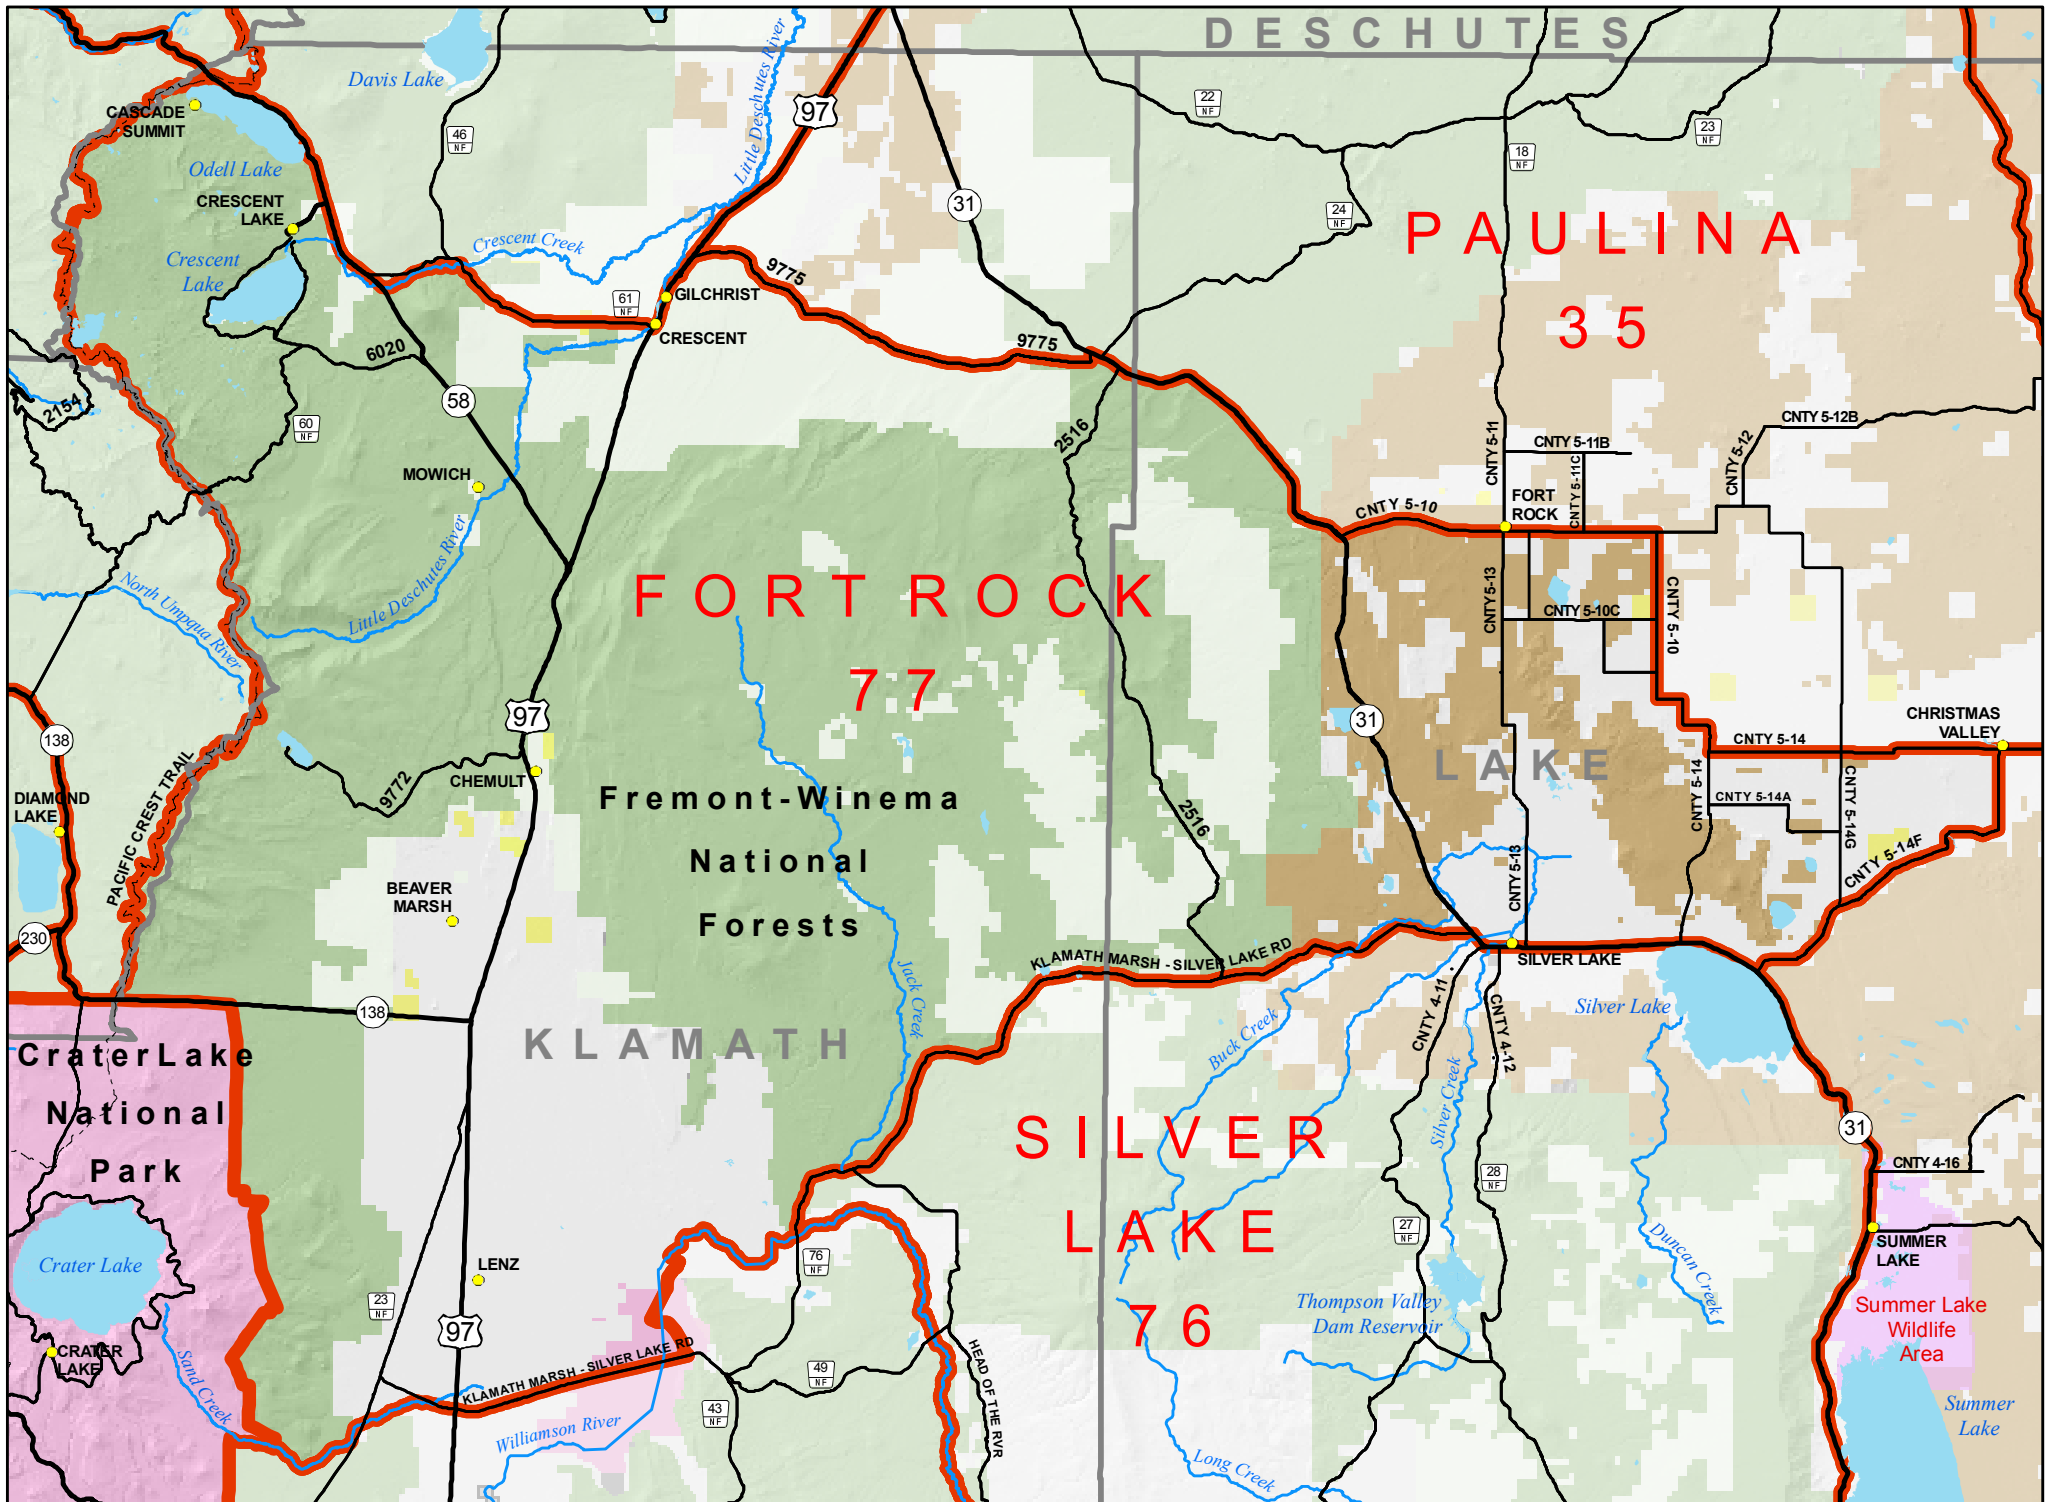 DESCHUTES
Davis Lake
Little Deschutes River
97
22
NF
CASCADE
SUMMIT
46
NF
23
NF
18
NF
Odell Lake
31
CRESCENT
LAKE
24
NF
PAULINA
35
Crescent Creek
Crescent
Lake
9775
61
NF
GILCHRIST
CRESCENT
9775
6020
58
2154
60
NF
2516
CNTY 5-11
CNTY 5-11B
CNTY 5-11C
CNTY 5-12
CNTY 5-12B
MOWICH
FORT
ROCK
CNTY 5-10
Little Deschutes River
North Umpqua River
FORT ROCK
77
CNTY 5-13
CNTY 5-10C
CNTY 5-10
97
31
138
CHRISTMAS
VALLEY
CNTY 5-14
LAKE
PACIFIC CREST TRAIL
9772
CHEMULT
DIAMOND
LAKE
Fremont-Winema
National
Forests
2516
CNTY 5-14
CNTY 5-14A
CNTY 5-14G
CNTY 5-14F
CNTY 5-13
BEAVER
MARSH
230
KLAMATH MARSH - SILVER LAKE RD
SILVER LAKE
Jack Creek
138
KLAMATH
Buck Creek
CNTY 4-11
CNTY 4-12
Silver Lake
Crater Lake
National
Park
Silver Creek
SILVER
LAKE
76
31
CNTY 4-16
28
NF
27
NF
Duncan Creek
SUMMER
LAKE
76
NF
Crater Lake
LENZ
23
NF
97
Thompson Valley
Dam Reservoir
Summer Lake
Wildlife
Area
CRATER
LAKE
Sand Creek
KLAMATH MARSH - SILVER LAKE RD
49
NF
43
NF
HEAD OF THE RVR
Williamson River
Long Creek
Summer
Lake